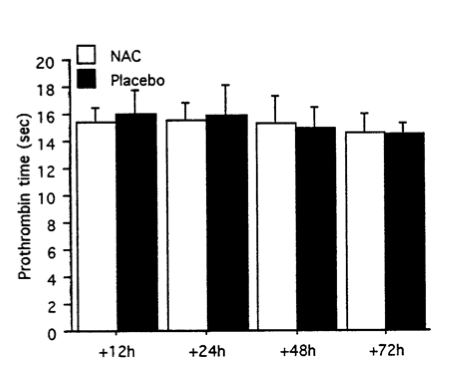 NAC
Placebo
Prothrombin time (sec)
20
18
16
14
12
10
8
6
4
2
0
+12h +24h +48h +72h